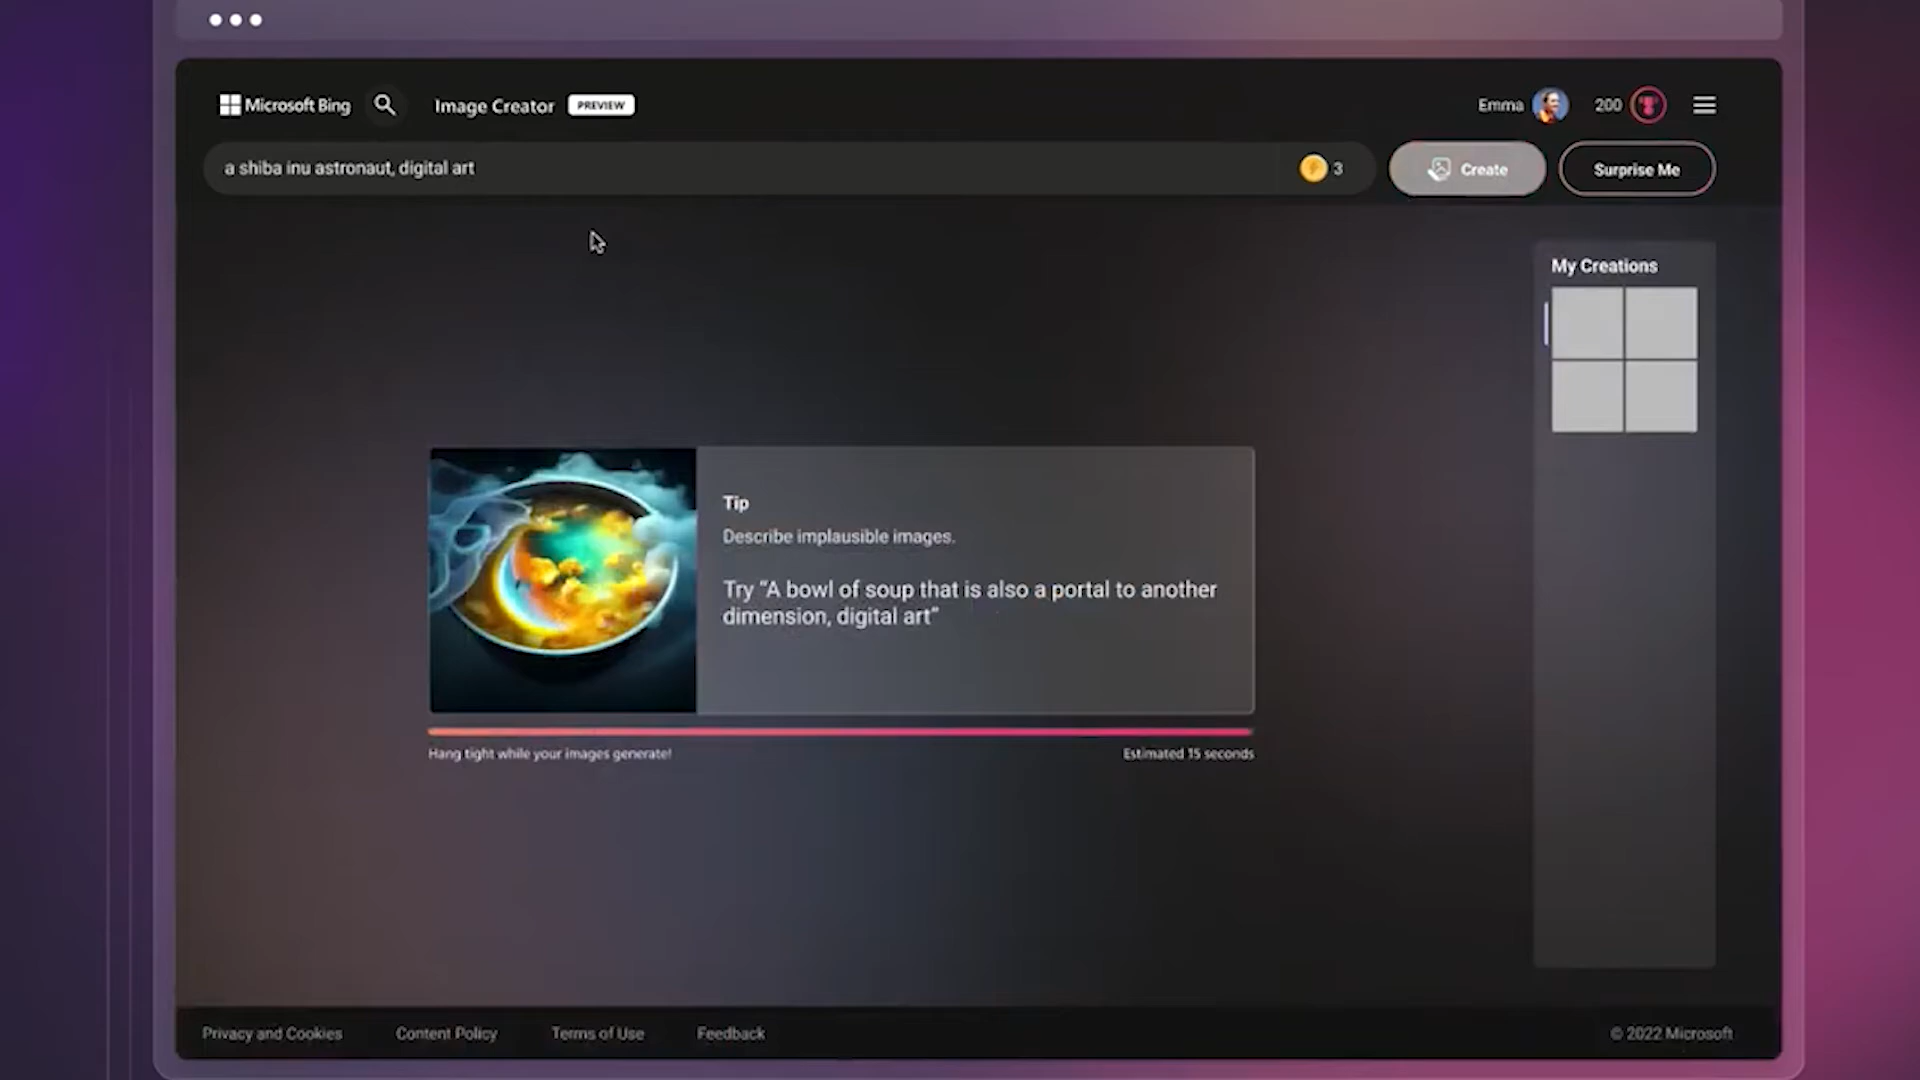 Microsoft Bing
Image Creator
PREVIEW
Emma
200
a shiba inu astronaut, digital art
3
Create
Surprise Me
My Creations
Tip
Describe implausible images.
Try “A bowl of soup that is also a portal to another
dimension, digital art”
Hang tight while your images generate!
Estimated 15 seconds
Privacy and Cookies
Content Policy
Terms of Use
Feedback
© 2022 Microsoft